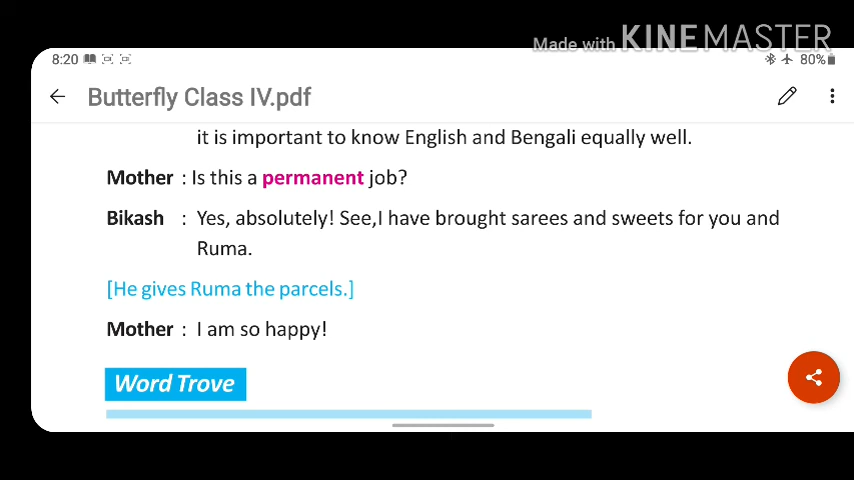 Made with KINEMASTER
8:20 80%
Butterfly Class IV.pdf
it is important to know English and Bengali equally well.
Mother : Is this a permanent job?
Bikash : Yes, absolutely! See,I have brought sarees and sweets for you and
Ruma.
[He gives Ruma the parcels.]
Mother : I am so happy!
Word Trove